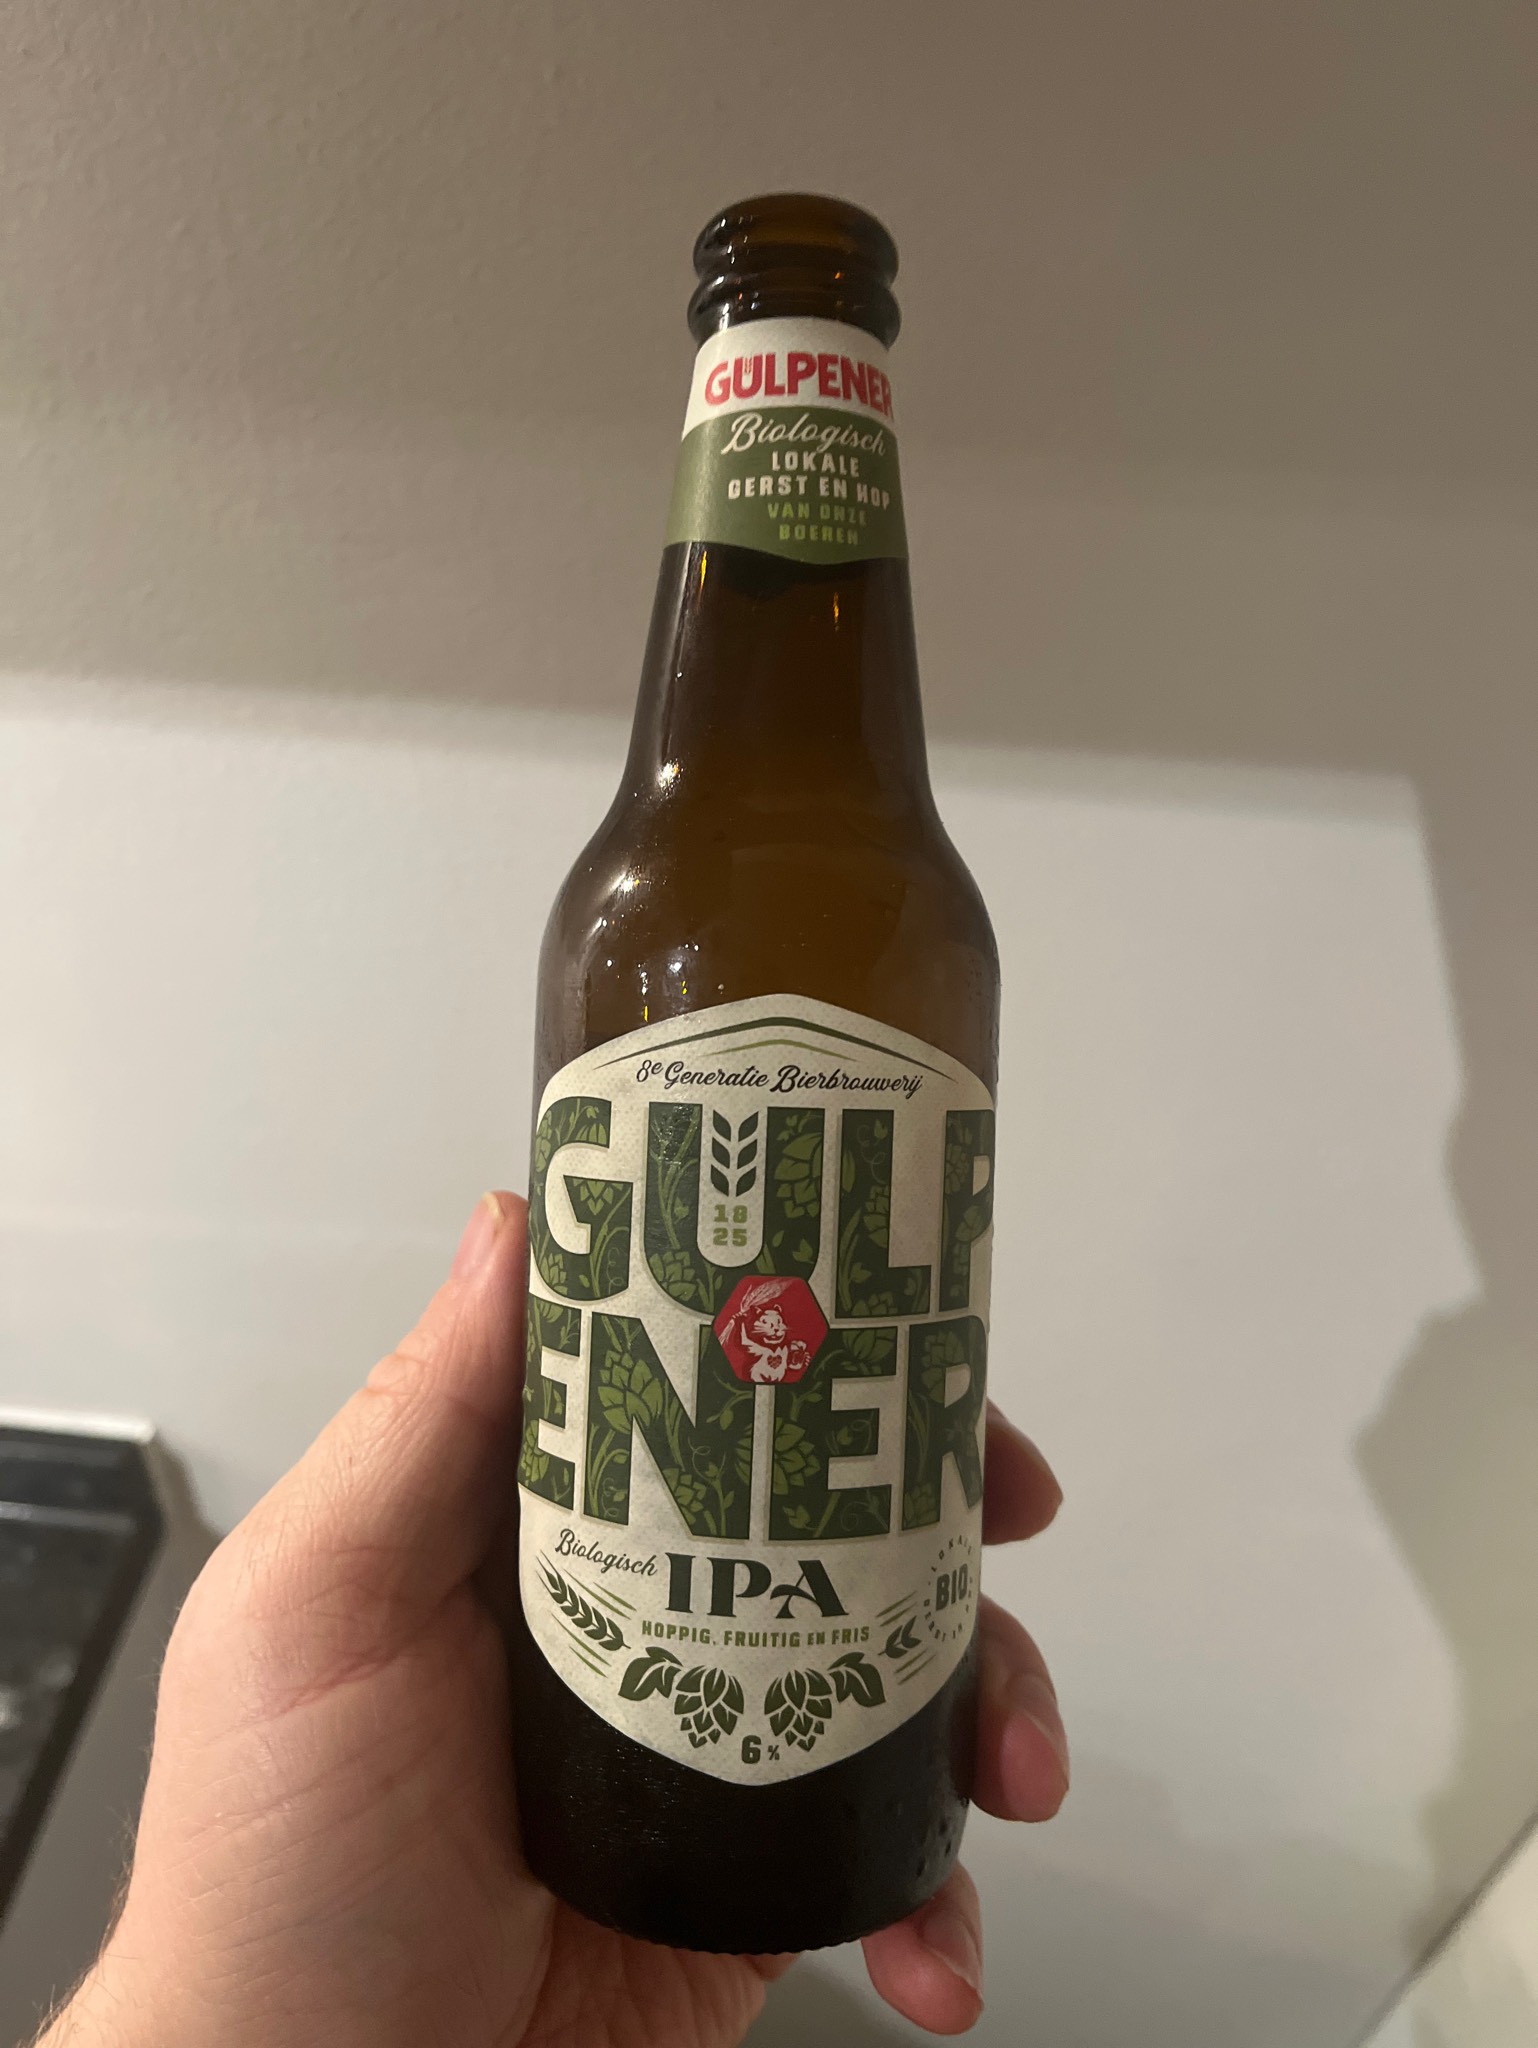 GULPENER
Biologisch
LOKALE
GERST EN HOP
VAN ONZE
BOEREN
8e Generatie Bierbrouwerij
GULP
18
25
ENER
Biologisch IPA
LOKALE
BIO
HOPPIG, FRUITIG EN FRIS
6%